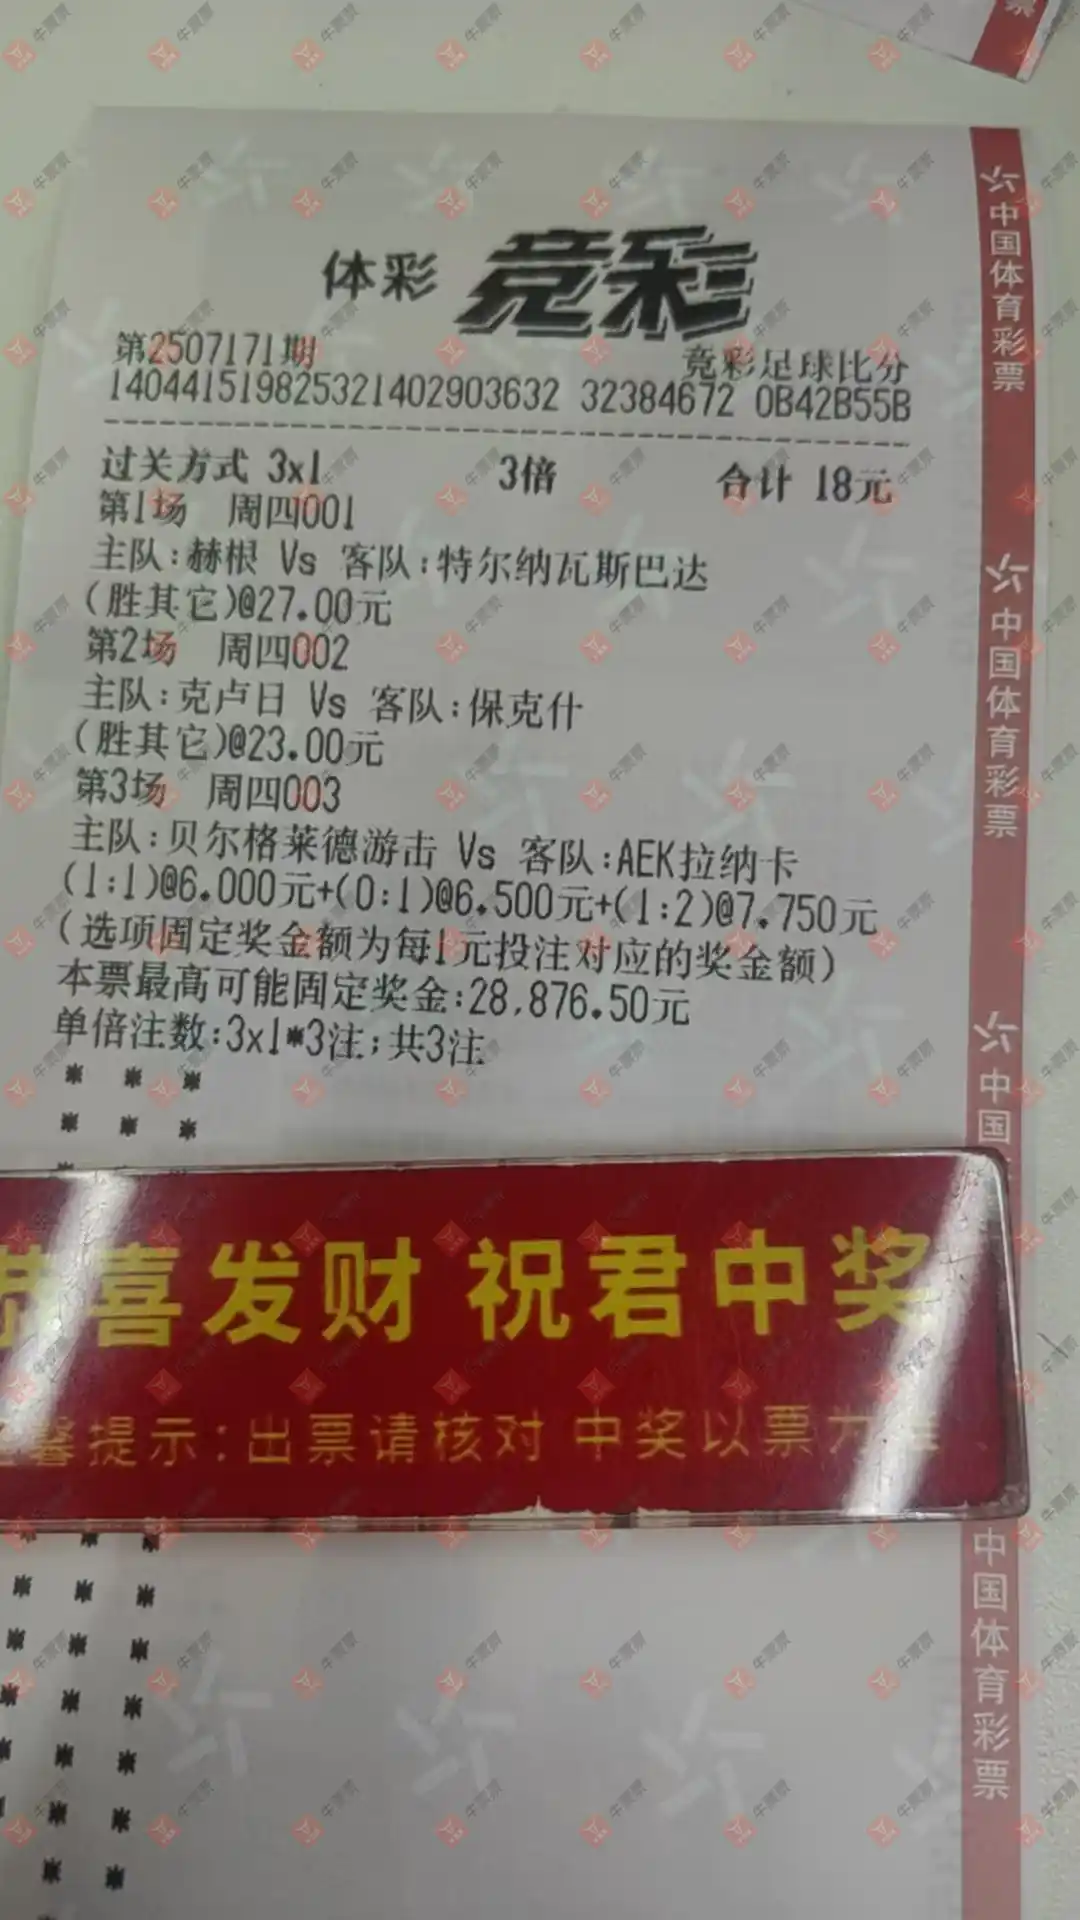 票
体彩 竞彩
第2507171期 竞彩足球比分
140441519825321402903632 32384672 0B42B55B
过关方式 3x1 3倍 合计 18元
第1场 周四001
主队:赫根 Vs 客队:特尔纳瓦斯巴达
(胜其它)@27.00元
第2场 周四002
主队:克卢日 Vs 客队:保克什
(胜其它)@23.00元
第3场 周四003
主队:贝尔格莱德游击 Vs 客队:AEK拉纳卡
(1:1)@6.000元+(0:1)@6.500元+(1:2)@7.750元
(选项固定奖金额为每1元投注对应的奖金额)
本票最高可能固定奖金:28,876.50元
单倍注数:3x1*3注;共3注
恭喜发财 祝君中奖
馨提示:出票请核对 中奖以票为
中国体育彩票
中国体育彩票
中国
中国体育彩票
牛票票